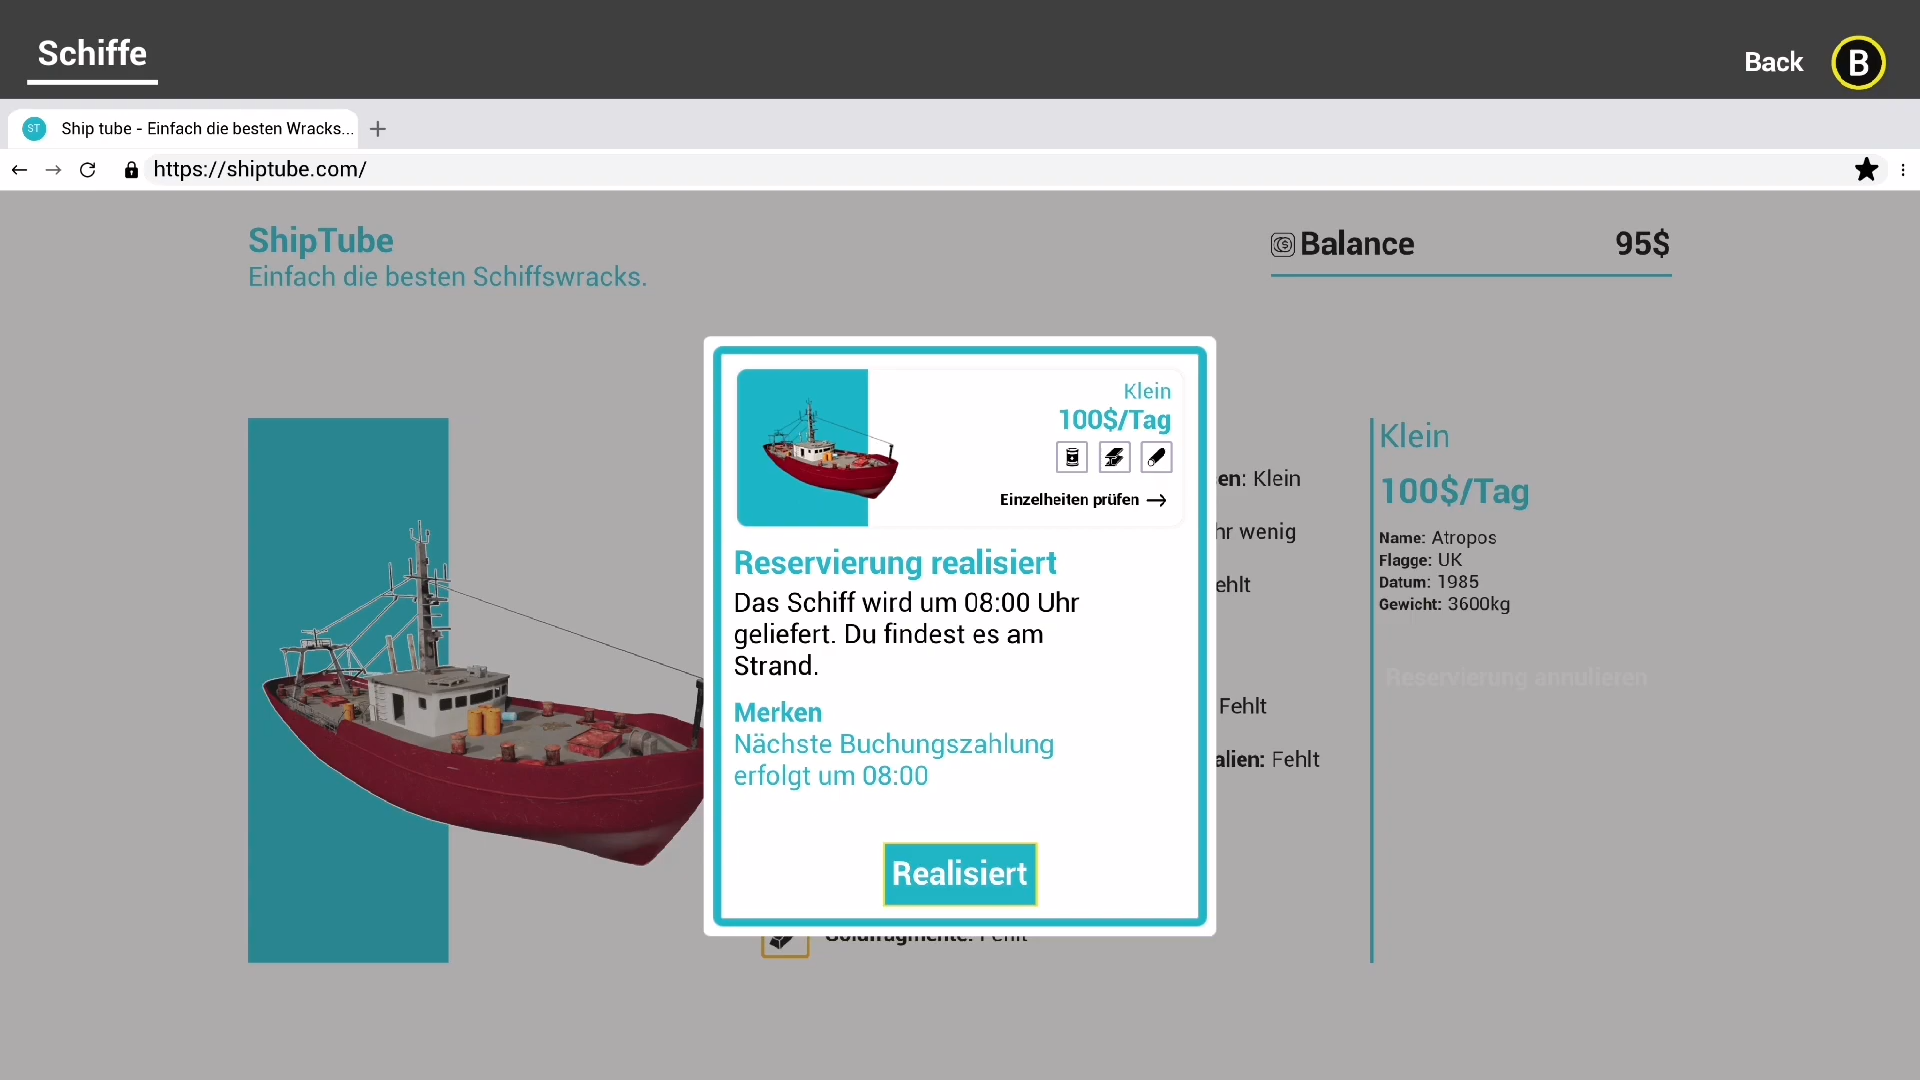 Schiffe
Back
B
ST
Ship tube - Einfach die besten Wracks...
https://shiptube.com/
ShipTube
Einfach die besten Schiffswracks.
Balance
95$
Klein
100$/Tag
Einzelheiten prüfen
Reservierung realisiert
Das Schiff wird um 08:00 Uhr
geliefert. Du findest es am
Strand.
Merken
Nächste Buchungszahlung
erfolgt um 08:00
Realisiert
en: Klein
hr wenig
ehlt
Fehlt
alien: Fehlt
Goldfragmente: Fehlt
Klein
100$/Tag
Name: Atropos
Flagge: UK
Datum: 1985
Gewicht: 3600kg
Reservierung annulieren